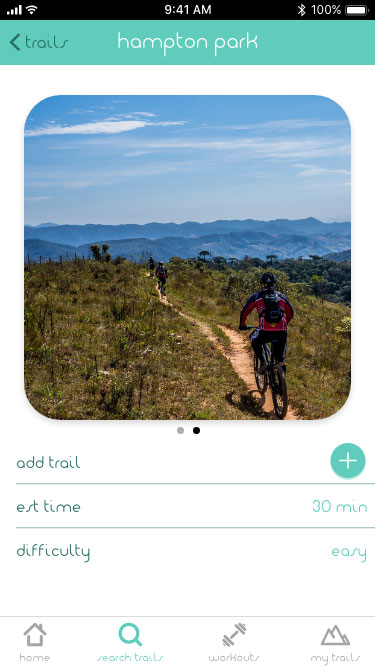 9:41 AM 100%
trails hampton park
add trail
est time 30 min
difficulty easy
home search trails workouts my trails